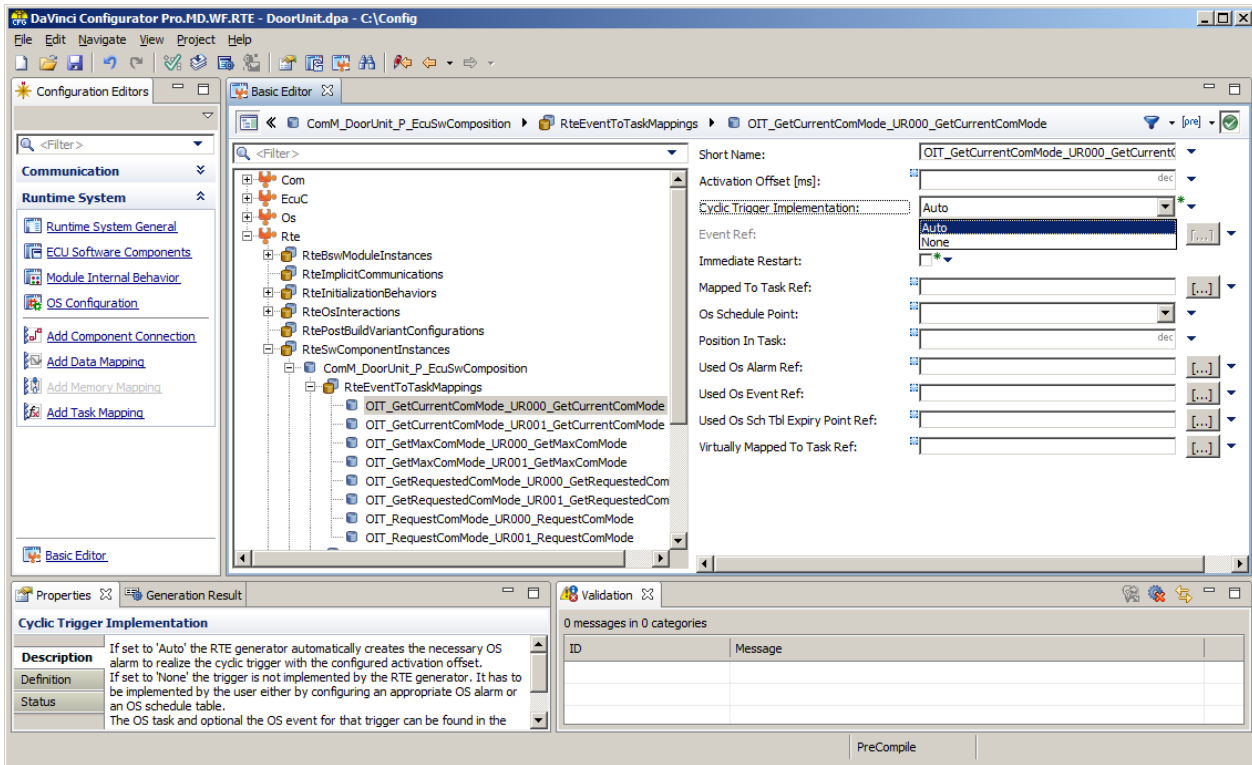 DaVinci Configurator Pro.MD.WF.RTE - DoorUnit.dpa - C:\Config
File Edit Navigate View Project Help
Configuration Editors
Basic Editor
<Filter>
Communication
Runtime System
Runtime System General
ECU Software Components
Module Internal Behavior
OS Configuration
Add Component Connection
Add Data Mapping
Add Memory Mapping
Add Task Mapping
Basic Editor
ComM_DoorUnit_P_EcuSwComposition RteEventToTaskMappings OIT_GetCurrentComMode_UR000_GetCurrentComMode [pre]
<Filter>
Com
EcuC
Os
Rte
RteBswModuleInstances
RteImplicitCommunications
RteInitializationBehaviors
RteOsInteractions
RtePostBuildVariantConfigurations
RteSwComponentInstances
ComM_DoorUnit_P_EcuSwComposition
RteEventToTaskMappings
OIT_GetCurrentComMode_UR000_GetCurrentComMode
OIT_GetCurrentComMode_UR001_GetCurrentComMode
OIT_GetMaxComMode_UR000_GetMaxComMode
OIT_GetMaxComMode_UR001_GetMaxComMode
OIT_GetRequestedComMode_UR000_GetRequestedCom
OIT_GetRequestedComMode_UR001_GetRequestedCom
OIT_RequestComMode_UR000_RequestComMode
OIT_RequestComMode_UR001_RequestComMode
Short Name: OIT_GetCurrentComMode_UR000_GetCurrentC
Activation Offset [ms]: dec
Cyclic Trigger Implementation: Auto
Auto
None
Event Ref: [...]
Immediate Restart:
Mapped To Task Ref: [...]
Os Schedule Point:
Position In Task: dec
Used Os Alarm Ref: [...]
Used Os Event Ref: [...]
Used Os Sch Tbl Expiry Point Ref: [...]
Virtually Mapped To Task Ref: [...]
Properties Generation Result
Cyclic Trigger Implementation
Description
Definition
Status
If set to 'Auto' the RTE generator automatically creates the necessary OS
alarm to realize the cyclic trigger with the configured activation offset.
If set to 'None' the trigger is not implemented by the RTE generator. It has to
be implemented by the user either by configuring an appropriate OS alarm or
an OS schedule table.
The OS task and optional the OS event for that trigger can be found in the
Validation
0 messages in 0 categories
ID Message
PreCompile